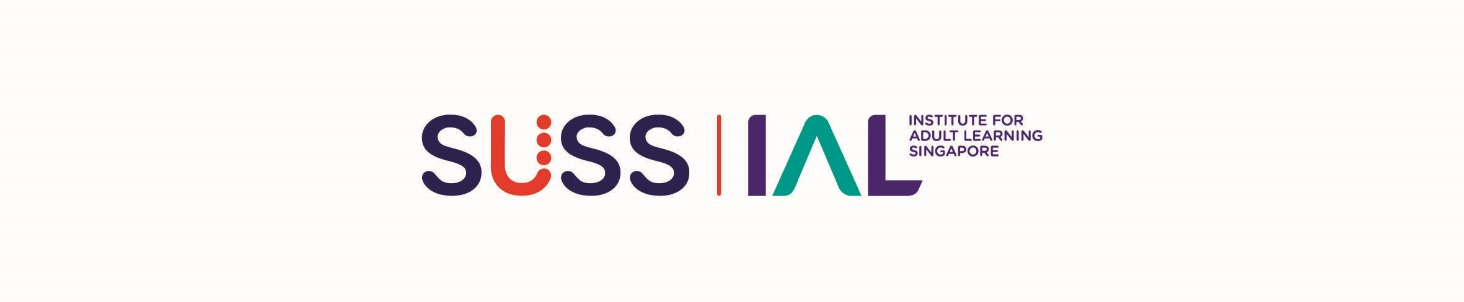 SUSS
IAL
INSTITUTE FOR
ADULT LEARNING
SINGAPORE